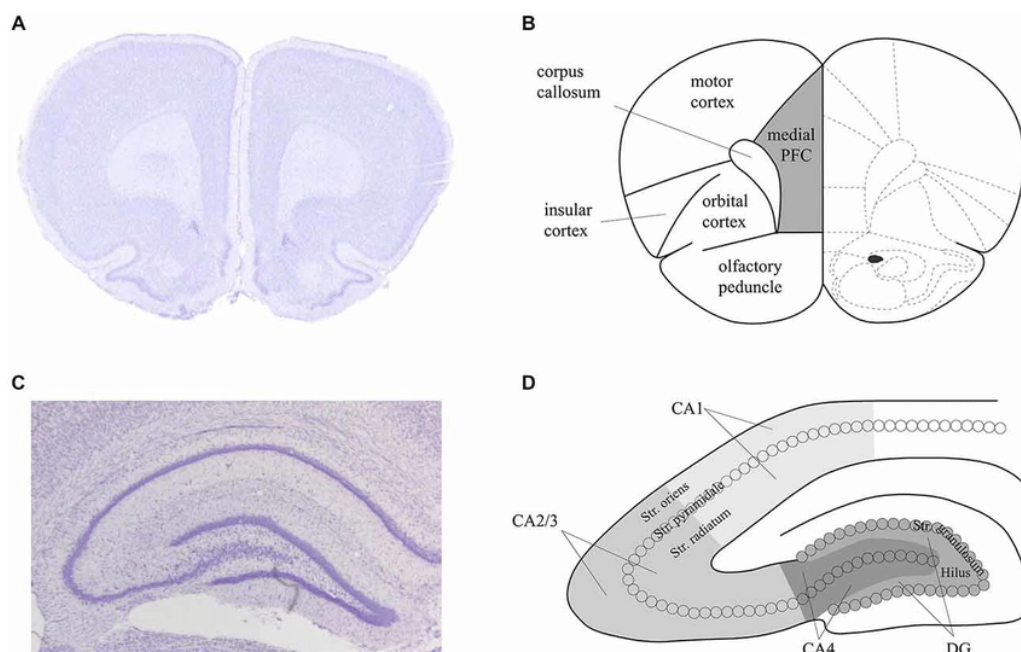 A
B
corpus
callosum
motor
cortex
medial
PFC
insular
cortex
orbital
cortex
olfactory
peduncle
C
D
CA1
Str. oriens
Str. pyramidale
Str. radiatum
CA2/3
Str. granulosum
Hilus
CA4
DG